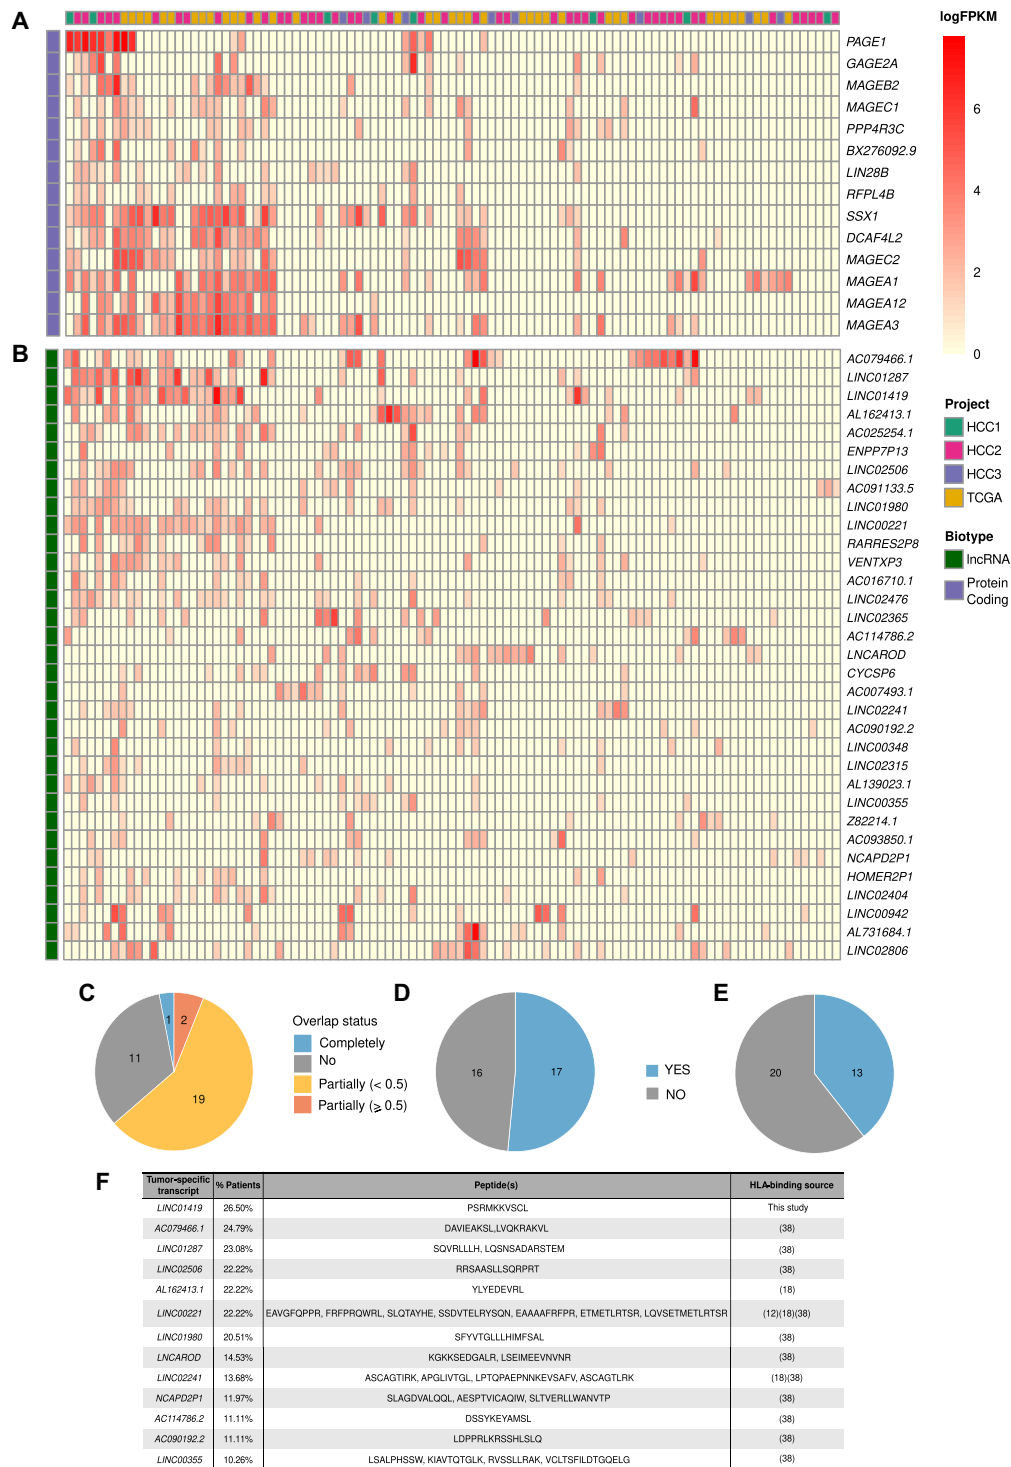 A
logFPKM
PAGE1
GAGE2A
MAGEB2
MAGEC1
PPP4R3C
BX276092.9
LIN28B
RFPL4B
SSX1
DCAF4L2
MAGEC2
MAGEA1
MAGEA12
MAGEA3
6
4
2
0
B
AC079466.1
LINC01287
LINC01419
AL162413.1
AC025254.1
ENPP7P13
LINC02506
AC091133.5
LINC01980
LINC00221
RARRES2P8
VENTXP3
AC016710.1
LINC02476
LINC02365
AC114786.2
LNCAROD
CYCSP6
AC007493.1
LINC02241
AC090192.2
LINC00348
LINC02315
AL139023.1
LINC00355
Z82214.1
AC093850.1
NCAPD2P1
HOMER2P1
LINC02404
LINC00942
AL731684.1
LINC02806
Project
HCC1
HCC2
HCC3
TCGA
Biotype
lncRNA
Protein
Coding
C
1
2
11
19
Overlap status
Completely
No
Partially (< 0.5)
Partially (⩾ 0.5)
D
16
17
YES
NO
E
20
13
F
Tumor-specific transcript % Patients Peptide(s) HLA-binding source
LINC01419 26.50% PSRMKKVSCL This study
AC079466.1 24.79% DAVIEAKSL,LVQKRAKVL (38)
LINC01287 23.08% SQVRLLLH, LQSNSADARSTEM (38)
LINC02506 22.22% RRSAASLLSQRPRT (38)
AL162413.1 22.22% YLYEDEVRL (18)
LINC00221 22.22% EAVGFQPPR, FRFPRQWRL, SLQTAYHE, SSDVTELRYSQN, EAAAAFRFPR, ETMETLRTSR, LQVSETMETLRTSR (12)(18)(38)
LINC01980 20.51% SFYVTGLLLHIMFSAL (38)
LNCAROD 14.53% KGKKSEDGALR, LSEIMEEVNVNR (38)
LINC02241 13.68% ASCAGTIRK, APGLIVTGL, LPTQPAEPNNKEVSAFV, ASCAGTLRK (18)(38)
NCAPD2P1 11.97% SLAGDVALQQL, AESPTVICAQIW, SLTVERLLWANVTP (38)
AC114786.2 11.11% DSSYKEYAMSL (38)
AC090192.2 11.11% LDPPRLKRSSHLSLQ (38)
LINC00355 10.26% LSALPHSSW, KIAVTQTGLK, RVSSLLRAK, VCLTSFILDTGQELG (38)